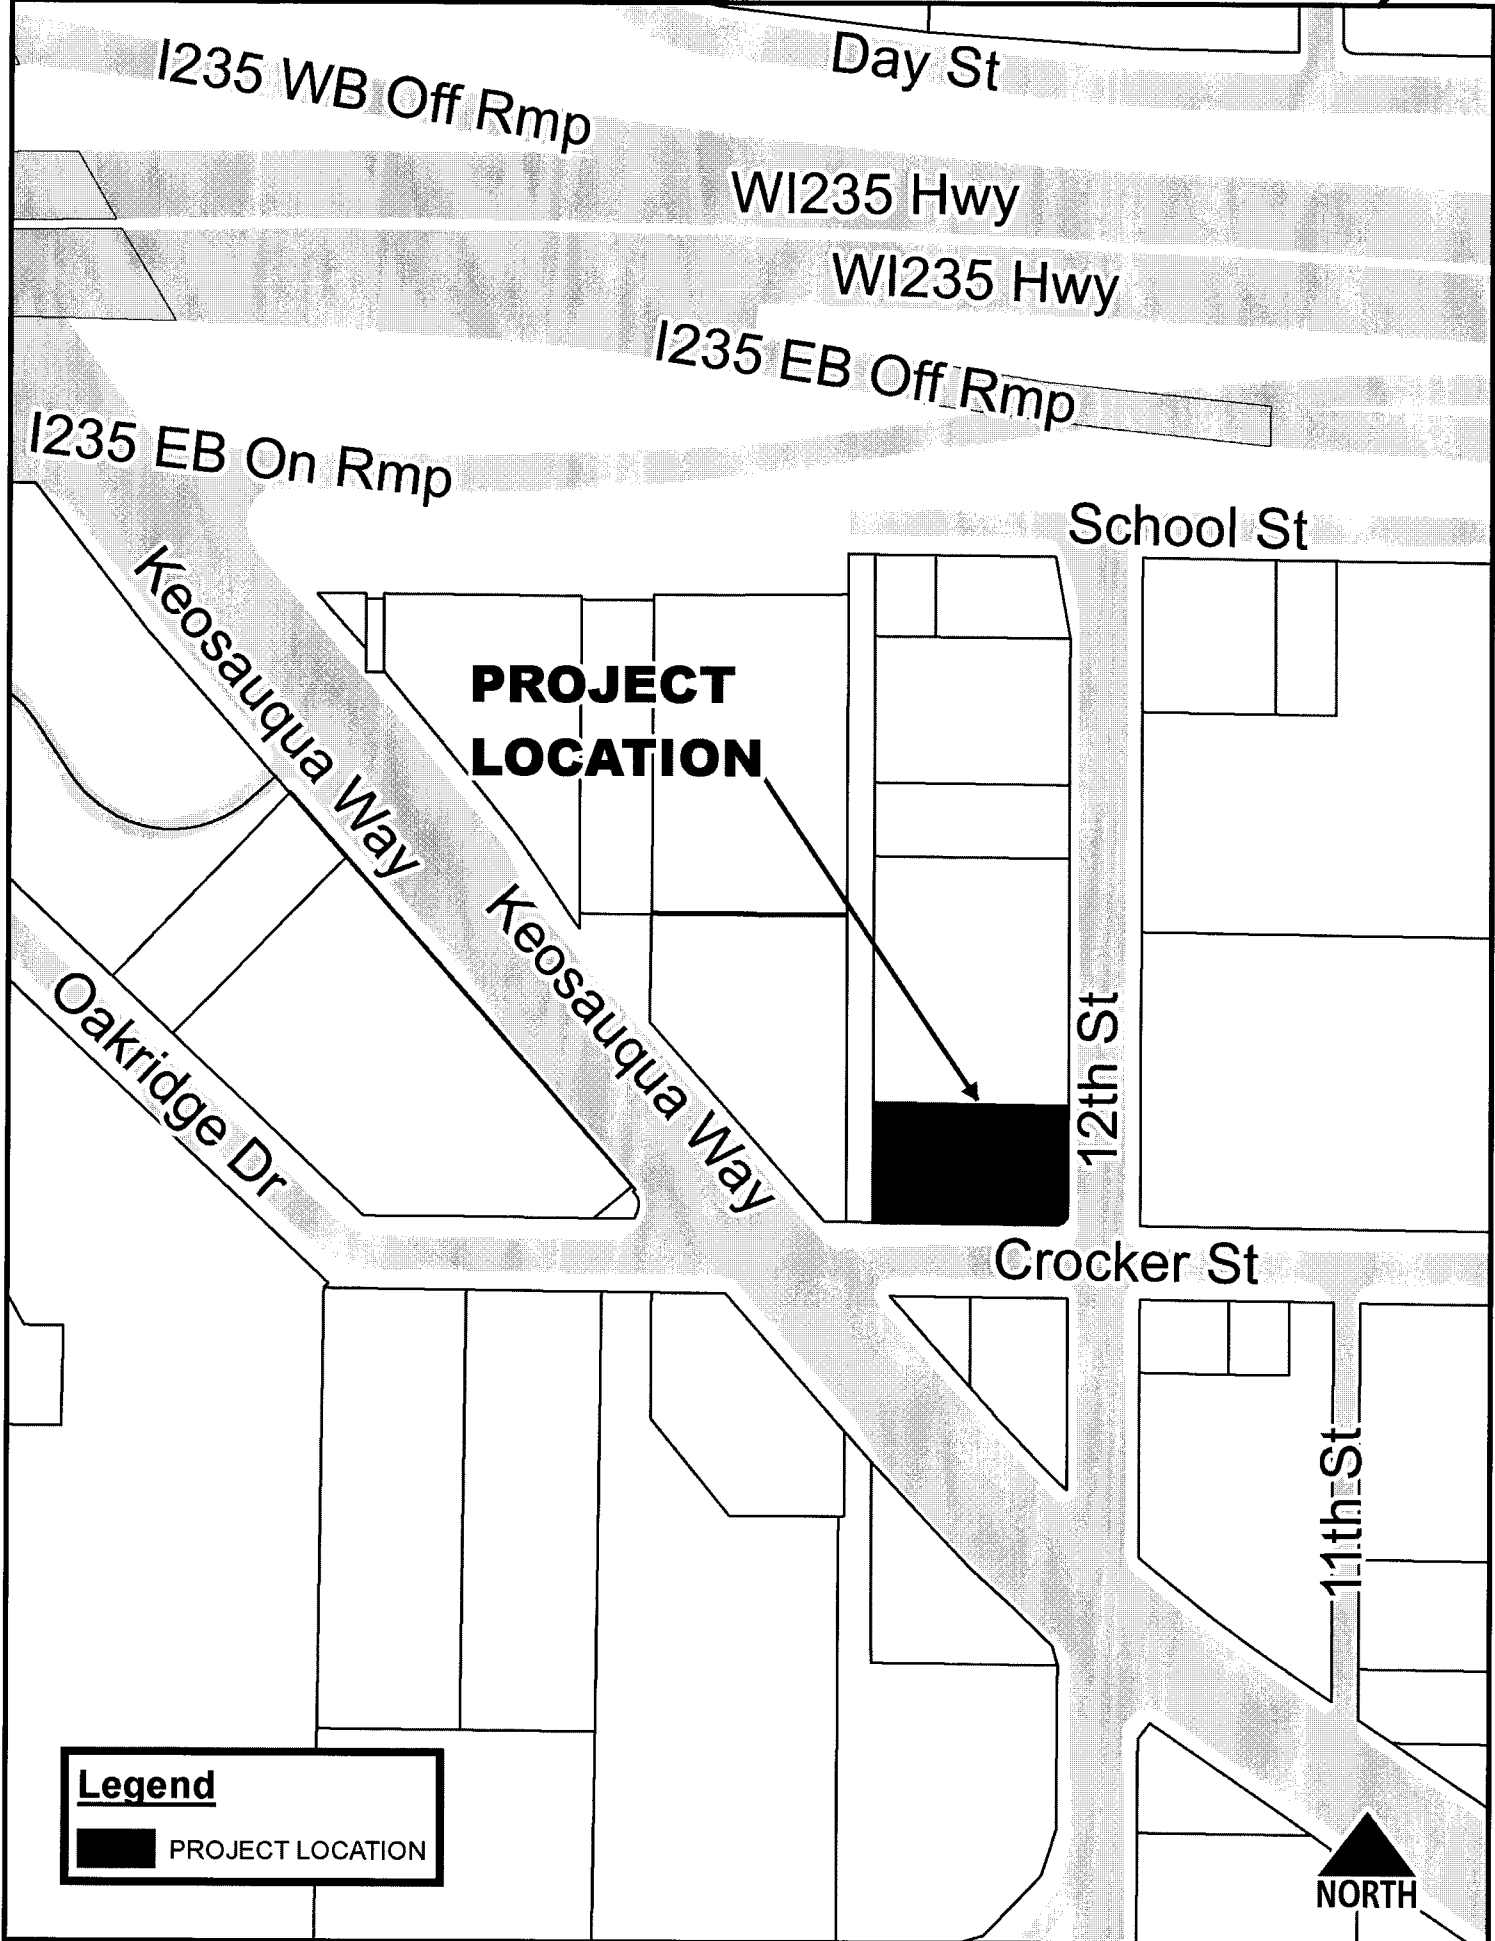 Day St
I235 WB Off Rmp
WI235 Hwy
WI235 Hwy
I235 EB Off Rmp
I235 EB On Rmp
School St
Keosauqua Way
PROJECT
LOCATION
Keosauqua Way
Oakridge Dr
12th St
Crocker St
11th St
Legend
PROJECT LOCATION
NORTH